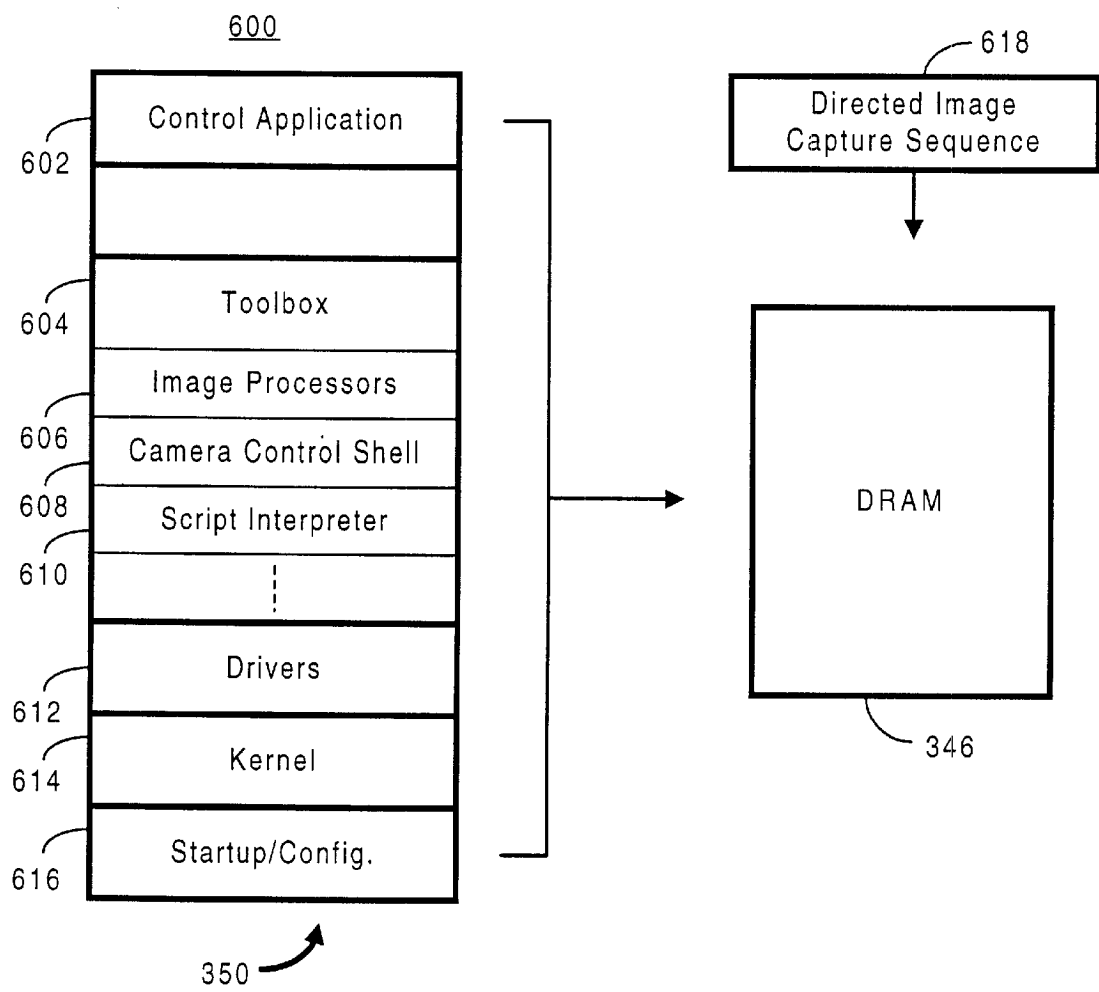 600
618
Control Application
Directed Image
Capture Sequence
602
Toolbox
604
Image Processors
606
Camera Control Shell
608
Script Interpreter
DRAM
610
Drivers
612
Kernel
346
614
Startup/Config.
616
350